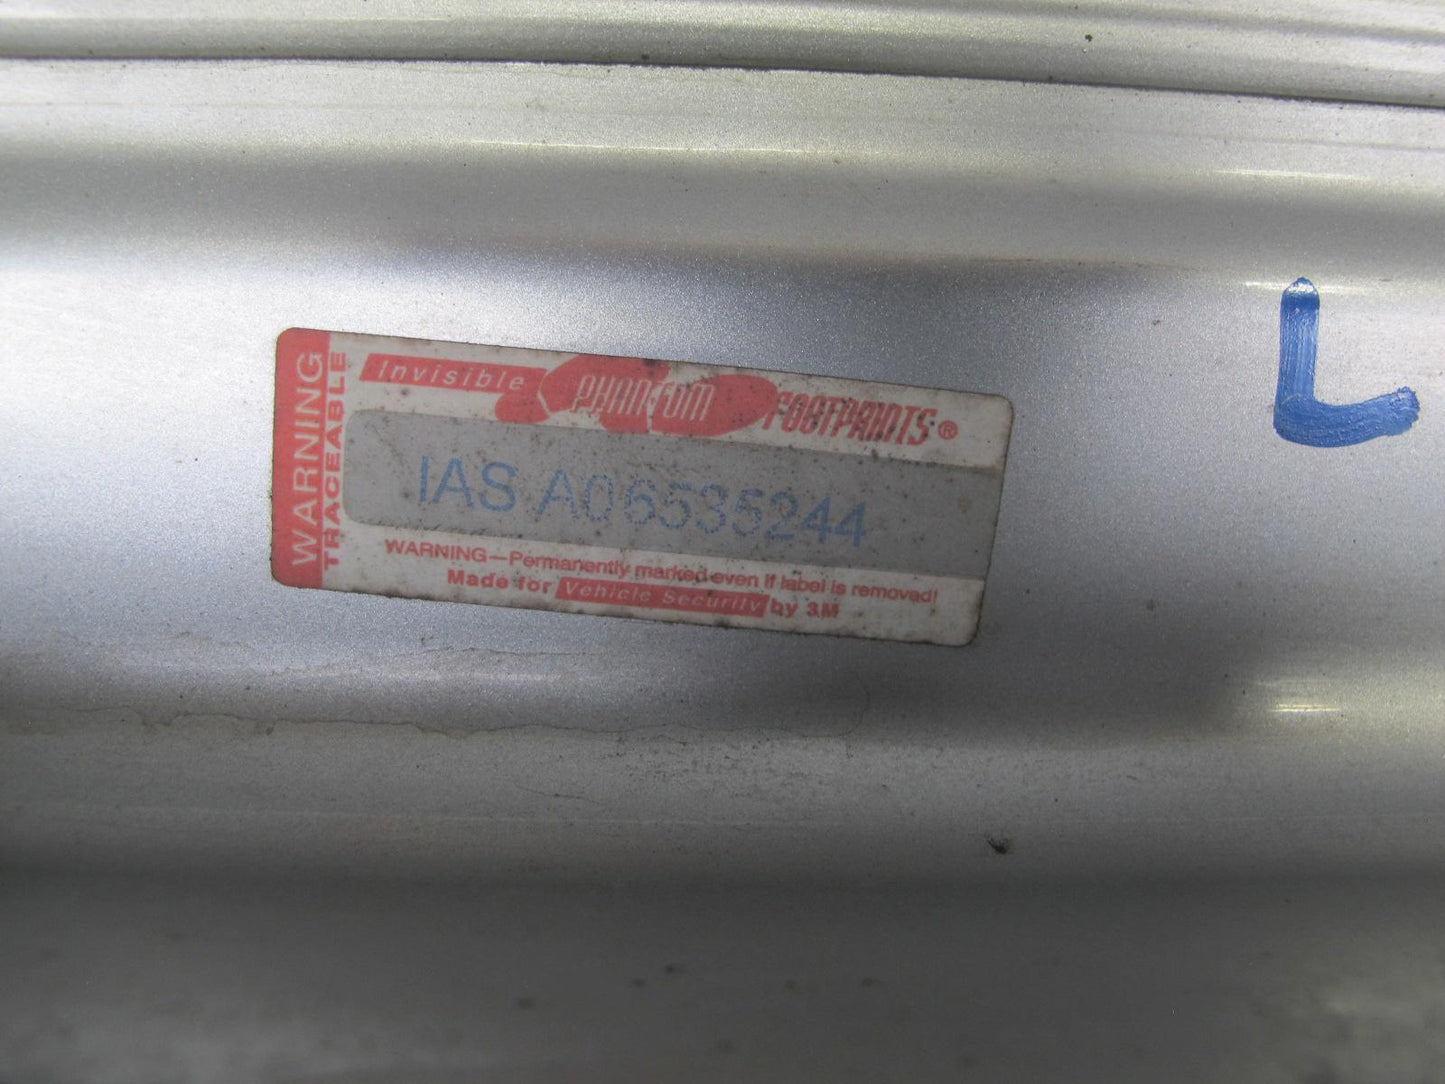 WARNING
TRACEABLE
Invisible PHANTOM FOOTPRINTS®
IAS A06535244
WARNING—Permanently marked even if label is removed!
Made for Vehicle Security by 3M
L